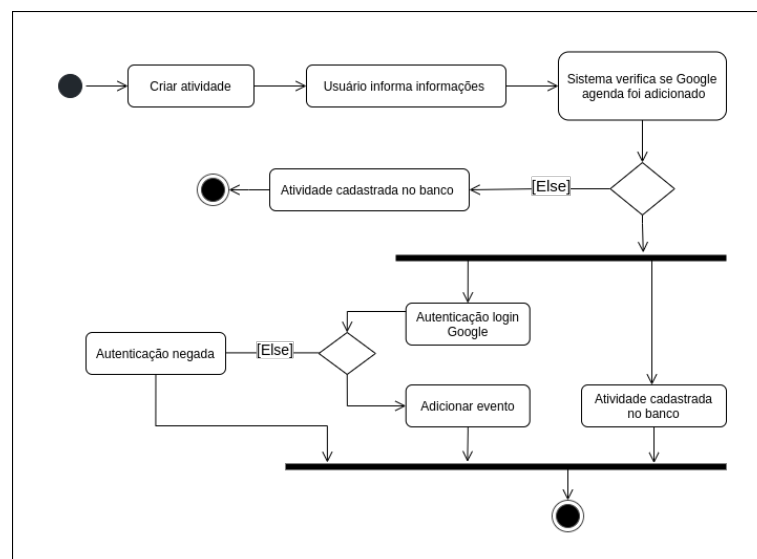 Criar atividade
Usuário informa informações
Sistema verifica se Google
agenda foi adicionado
Atividade cadastrada no banco
[Else]
Autenticação login
Google
Autenticação negada
[Else]
Adicionar evento
Atividade cadastrada
no banco